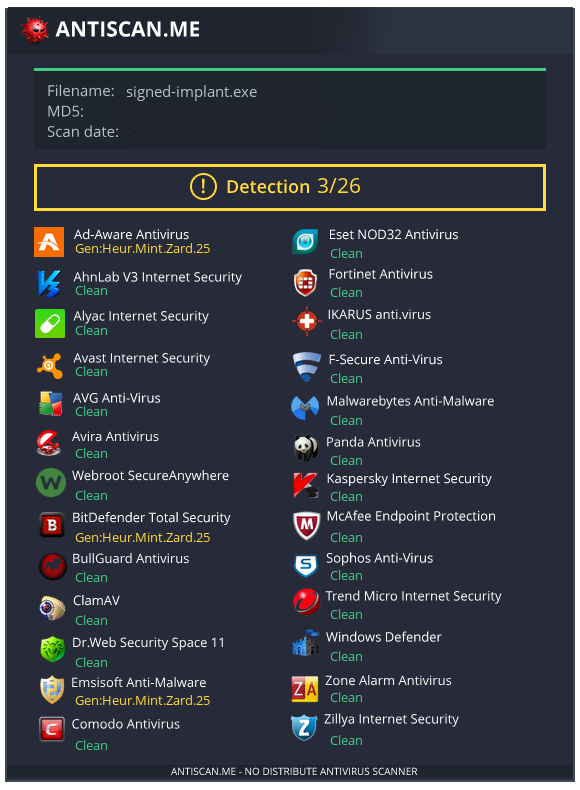 ANTISCAN.ME
Filename: signed-implant.exe
MD5:
Scan date:
! Detection 3/26
Ad-Aware Antivirus
Gen:Heur.Mint.Zard.25
AhnLab V3 Internet Security
Clean
Alyac Internet Security
Clean
Avast Internet Security
Clean
AVG Anti-Virus
Clean
Avira Antivirus
Clean
Webroot SecureAnywhere
Clean
BitDefender Total Security
Gen:Heur.Mint.Zard.25
BullGuard Antivirus
Clean
ClamAV
Clean
Dr.Web Security Space 11
Clean
Emsisoft Anti-Malware
Gen:Heur.Mint.Zard.25
Comodo Antivirus
Clean
Eset NOD32 Antivirus
Clean
Fortinet Antivirus
Clean
IKARUS anti.virus
Clean
F-Secure Anti-Virus
Clean
Malwarebytes Anti-Malware
Clean
Panda Antivirus
Clean
Kaspersky Internet Security
Clean
McAfee Endpoint Protection
Clean
Sophos Anti-Virus
Clean
Trend Micro Internet Security
Clean
Windows Defender
Clean
Zone Alarm Antivirus
Clean
Zillya Internet Security
Clean
ANTISCAN.ME - NO DISTRIBUTE ANTIVIRUS SCANNER